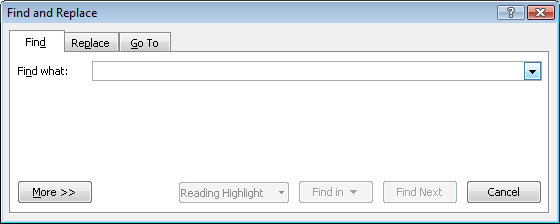 Find and Replace
Find Replace Go To
Find what:
More >> Reading Highlight Find in Find Next Cancel